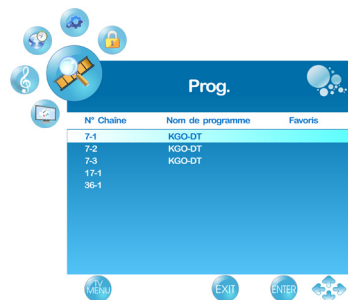 Prog.
N° Chaîne Nom de programme Favoris
7-1 KGO-DT
7-2 KGO-DT
7-3 KGO-DT
17-1
36-1
TV
MENU EXIT ENTER